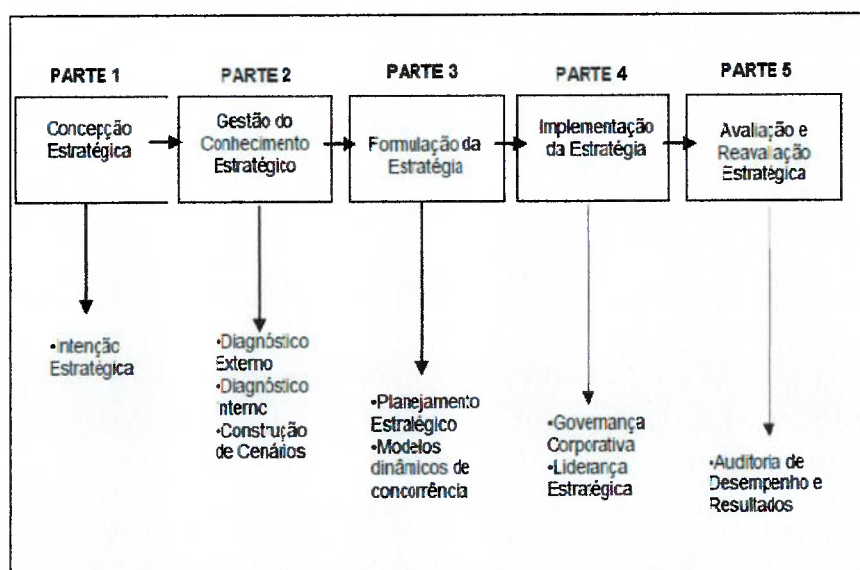 PARTE 1
Concepção
Estratégica
PARTE 2
Gestão do
Conhecimento
Estratégico
PARTE 3
Formulação da
Estratégia
PARTE 4
Implementação
da Estratégia
PARTE 5
Avaliação e
Reavaliação
Estratégica
•Intenção
Estratégica
•Diagnóstico
Externo
•Diagnóstico
Interno
•Construção
de Cenários
•Planejamento
Estratégico
•Modelos
dinâmicos de
concorrência
•Governança
Corporativa
•Liderança
Estratégica
•Auditoria de
Desempenho e
Resultados